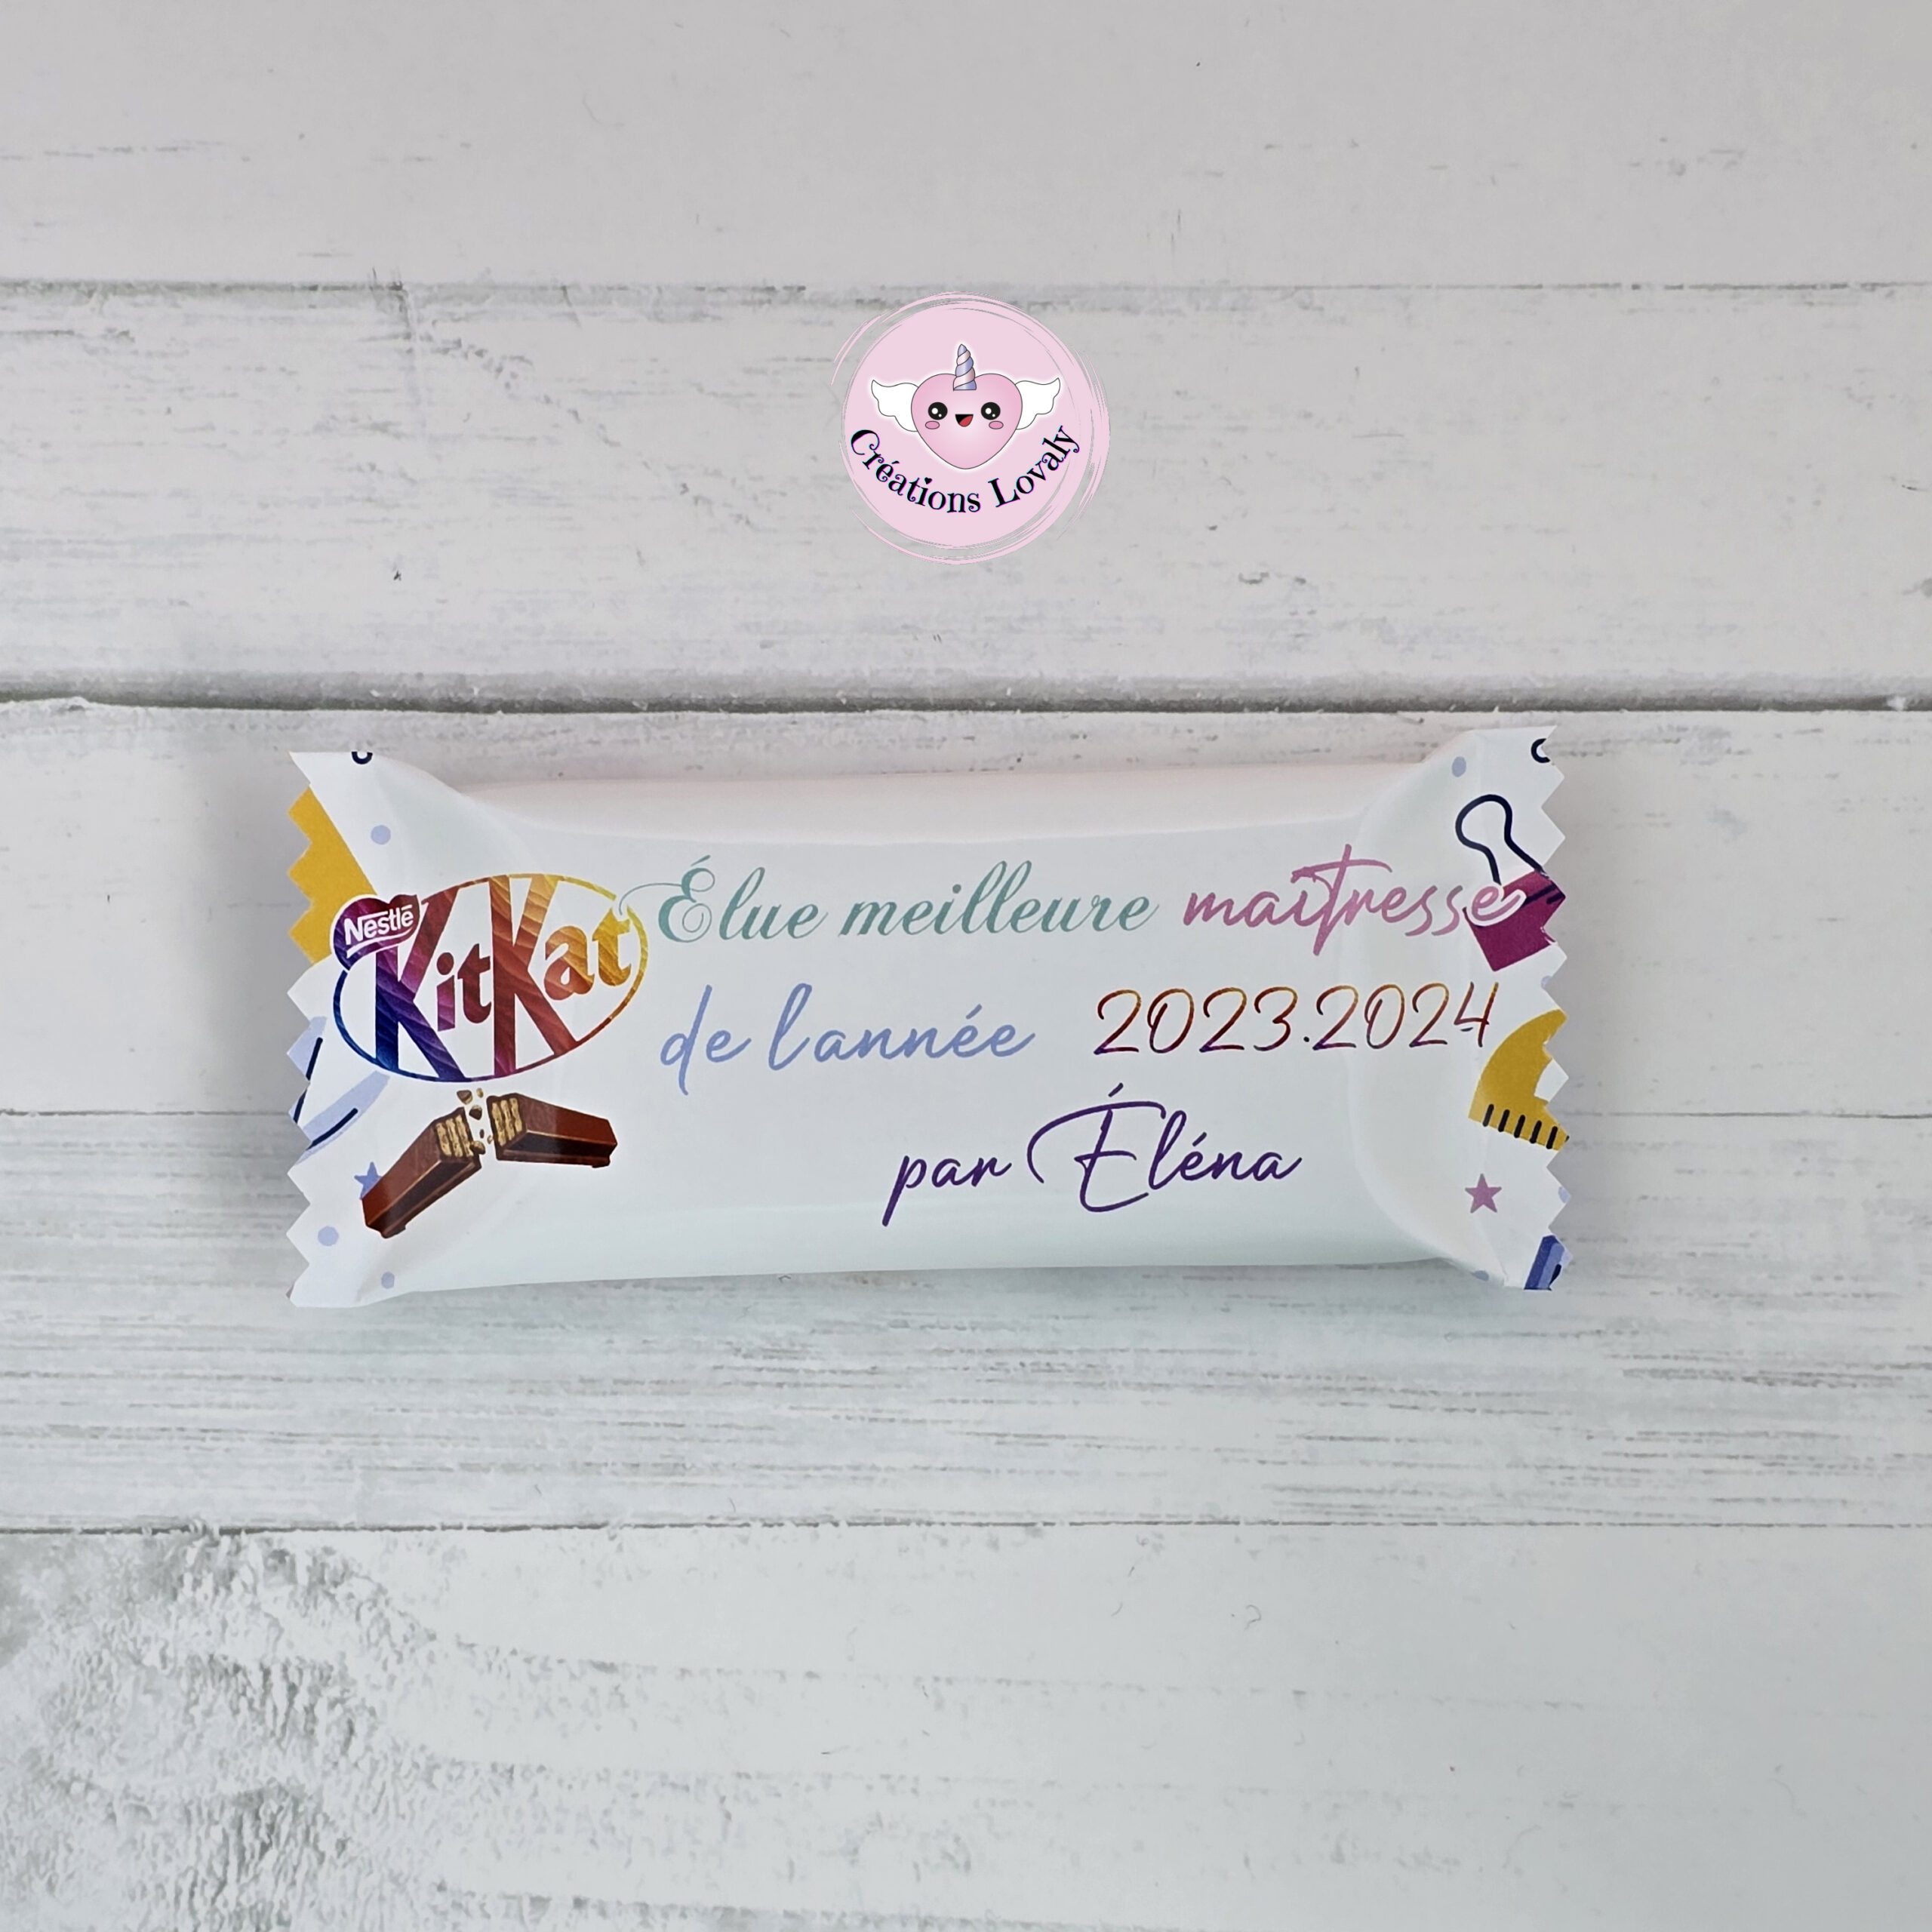 Créations Lovaly
Nestlé
KitKat
Élue meilleure maîtresse
de l'année 2023.2024
par Éléna